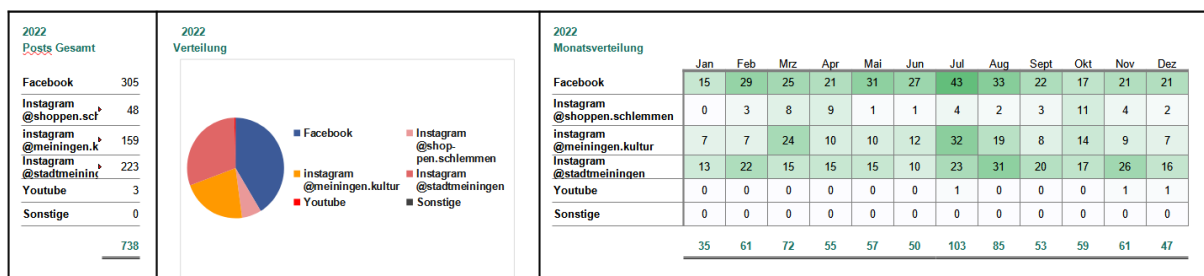 2022
Posts Gesamt
Facebook 305
Instagram
@shoppen.sch 48
instagram
@meiningen.k 159
Instagram
@stadtmeining 223
Youtube 3
Sonstige 0
738
2022
Verteilung
Facebook
Instagram
@shop-
pen.schlemmen
instagram
@meiningen.kultur
Instagram
@stadtmeiningen
Youtube
Sonstige
2022
Monatsverteilung
Jan Feb Mrz Apr Mai Jun Jul Aug Sept Okt Nov Dez
Facebook 15 29 25 21 31 27 43 33 22 17 21 21
Instagram
@shoppen.schlemmen 0 3 8 9 1 1 4 2 3 11 4 2
instagram
@meiningen.kultur 7 7 24 10 10 12 32 19 8 14 9 7
Instagram
@stadtmeiningen 13 22 15 15 15 10 23 31 20 17 26 16
Youtube 0 0 0 0 0 0 1 0 0 0 1 1
Sonstige 0 0 0 0 0 0 0 0 0 0 0 0
35 61 72 55 57 50 103 85 53 59 61 47